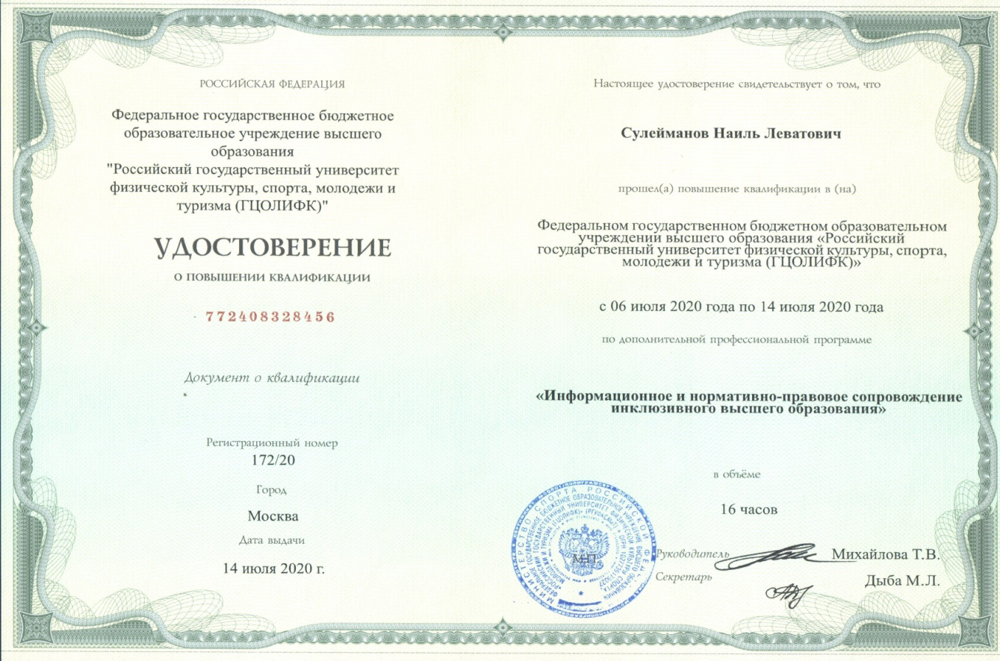 РОССИЙСКАЯ ФЕДЕРАЦИЯ
Федеральное государственное бюджетное
образовательное учреждение высшего
образования
"Российский государственный университет
физической культуры, спорта, молодежи и
туризма (ГЦОЛИФК)"
УДОСТОВЕРЕНИЕ
О ПОВЫШЕНИИ КВАЛИФИКАЦИИ
772408328456
Документ о квалификации
Регистрационный номер
172/20
Город
Москва
Дата выдачи
14 июля 2020 г.
Настоящее удостоверение свидетельствует о том, что
Сулейманов Наиль Леватович
прошел(а) повышение квалификации в (на)
Федеральном государственном бюджетном образовательном
учреждении высшего образования «Российский
государственный университет физической культуры, спорта,
молодежи и туризма (ГЦОЛИФК)»
с 06 июля 2020 года по 14 июля 2020 года
по дополнительной профессиональной программе
«Информационное и нормативно-правовое сопровождение
инклюзивного высшего образования»
в объёме
16 часов
МИНИСТЕРСТВО СПОРТА РОССИЙСКОЙ
М.П.
Руководитель Михайлова Т.В.
Секретарь Дыба М.Л.